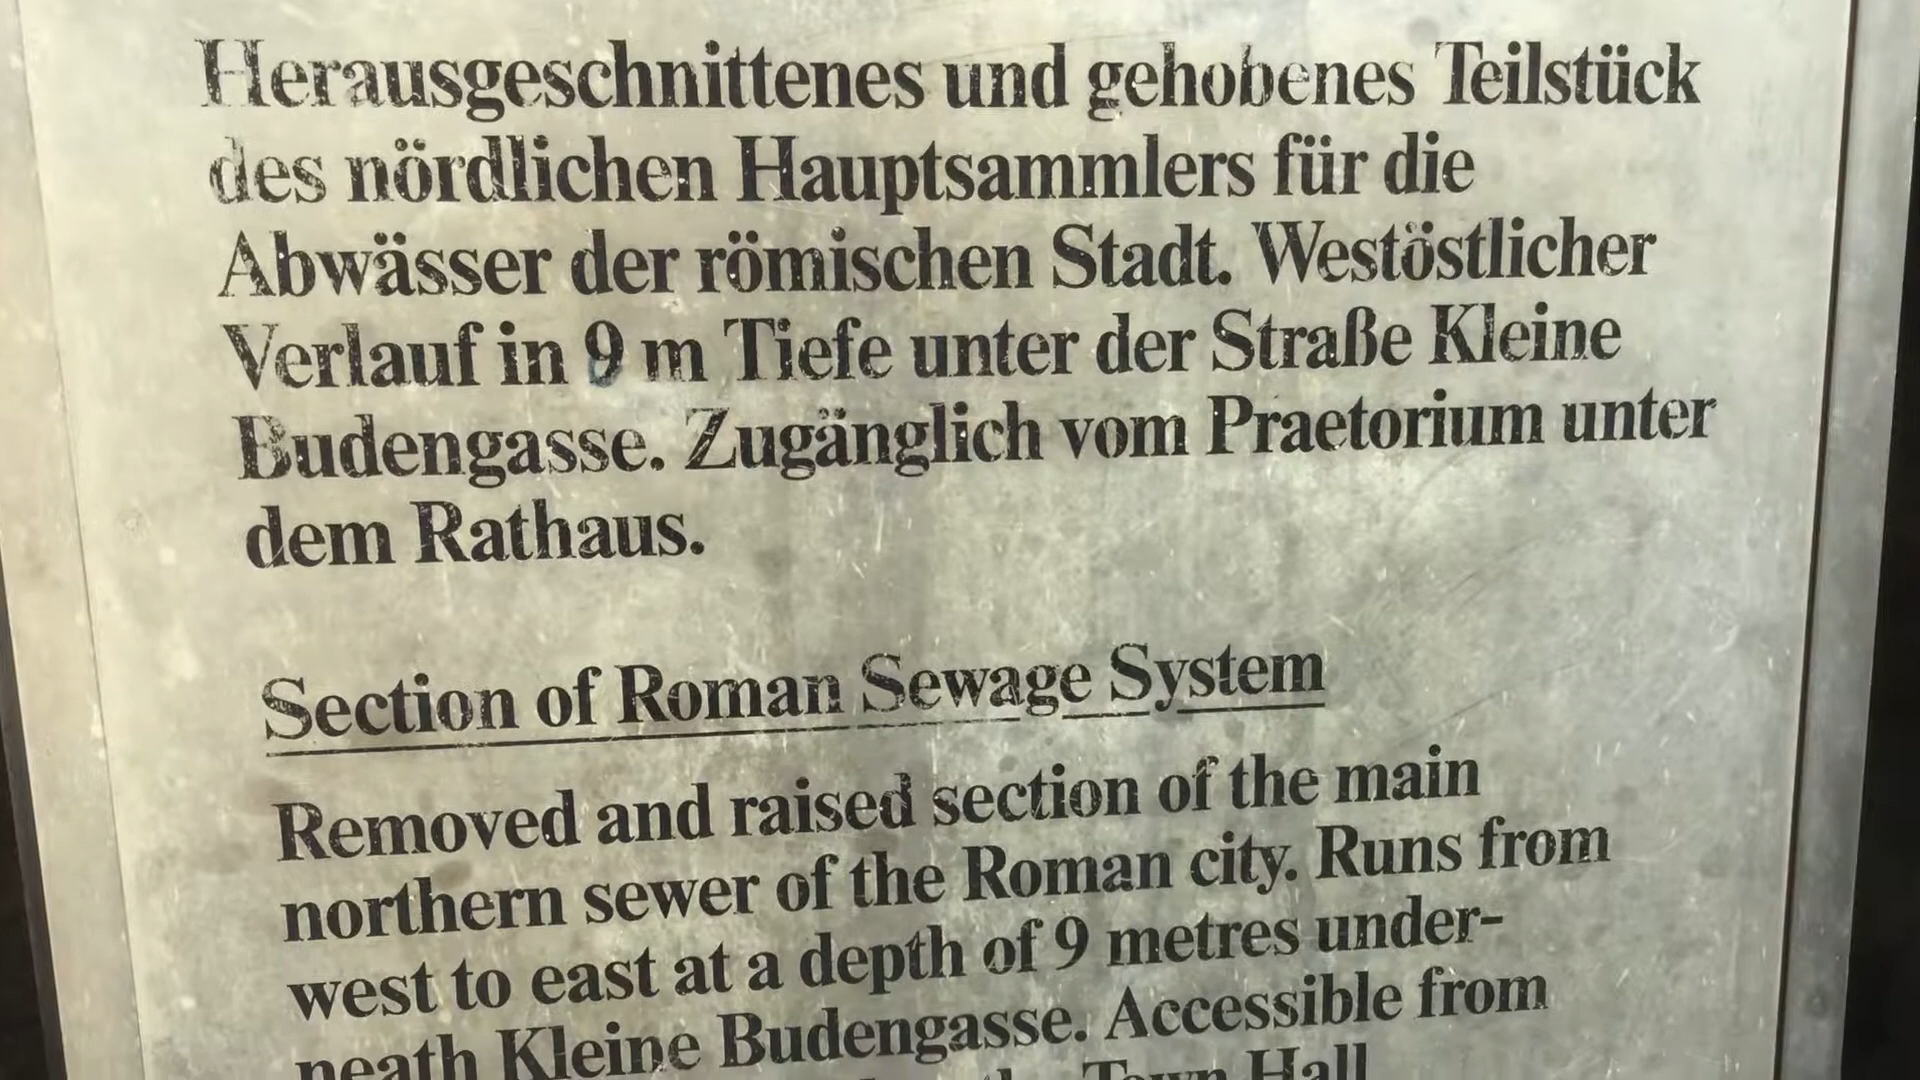 Herausgeschnittenes und gehobenes Teilstück
des nördlichen Hauptsammlers für die
Abwässer der römischen Stadt. Westöstlicher
Verlauf in 9 m Tiefe unter der Straße Kleine
Budengasse. Zugänglich vom Praetorium unter
dem Rathaus.
Section of Roman Sewage System
Removed and raised section of the main
northern sewer of the Roman city. Runs from
west to east at a depth of 9 metres under-
neath Kleine Budengasse. Accessible from
Town Hall